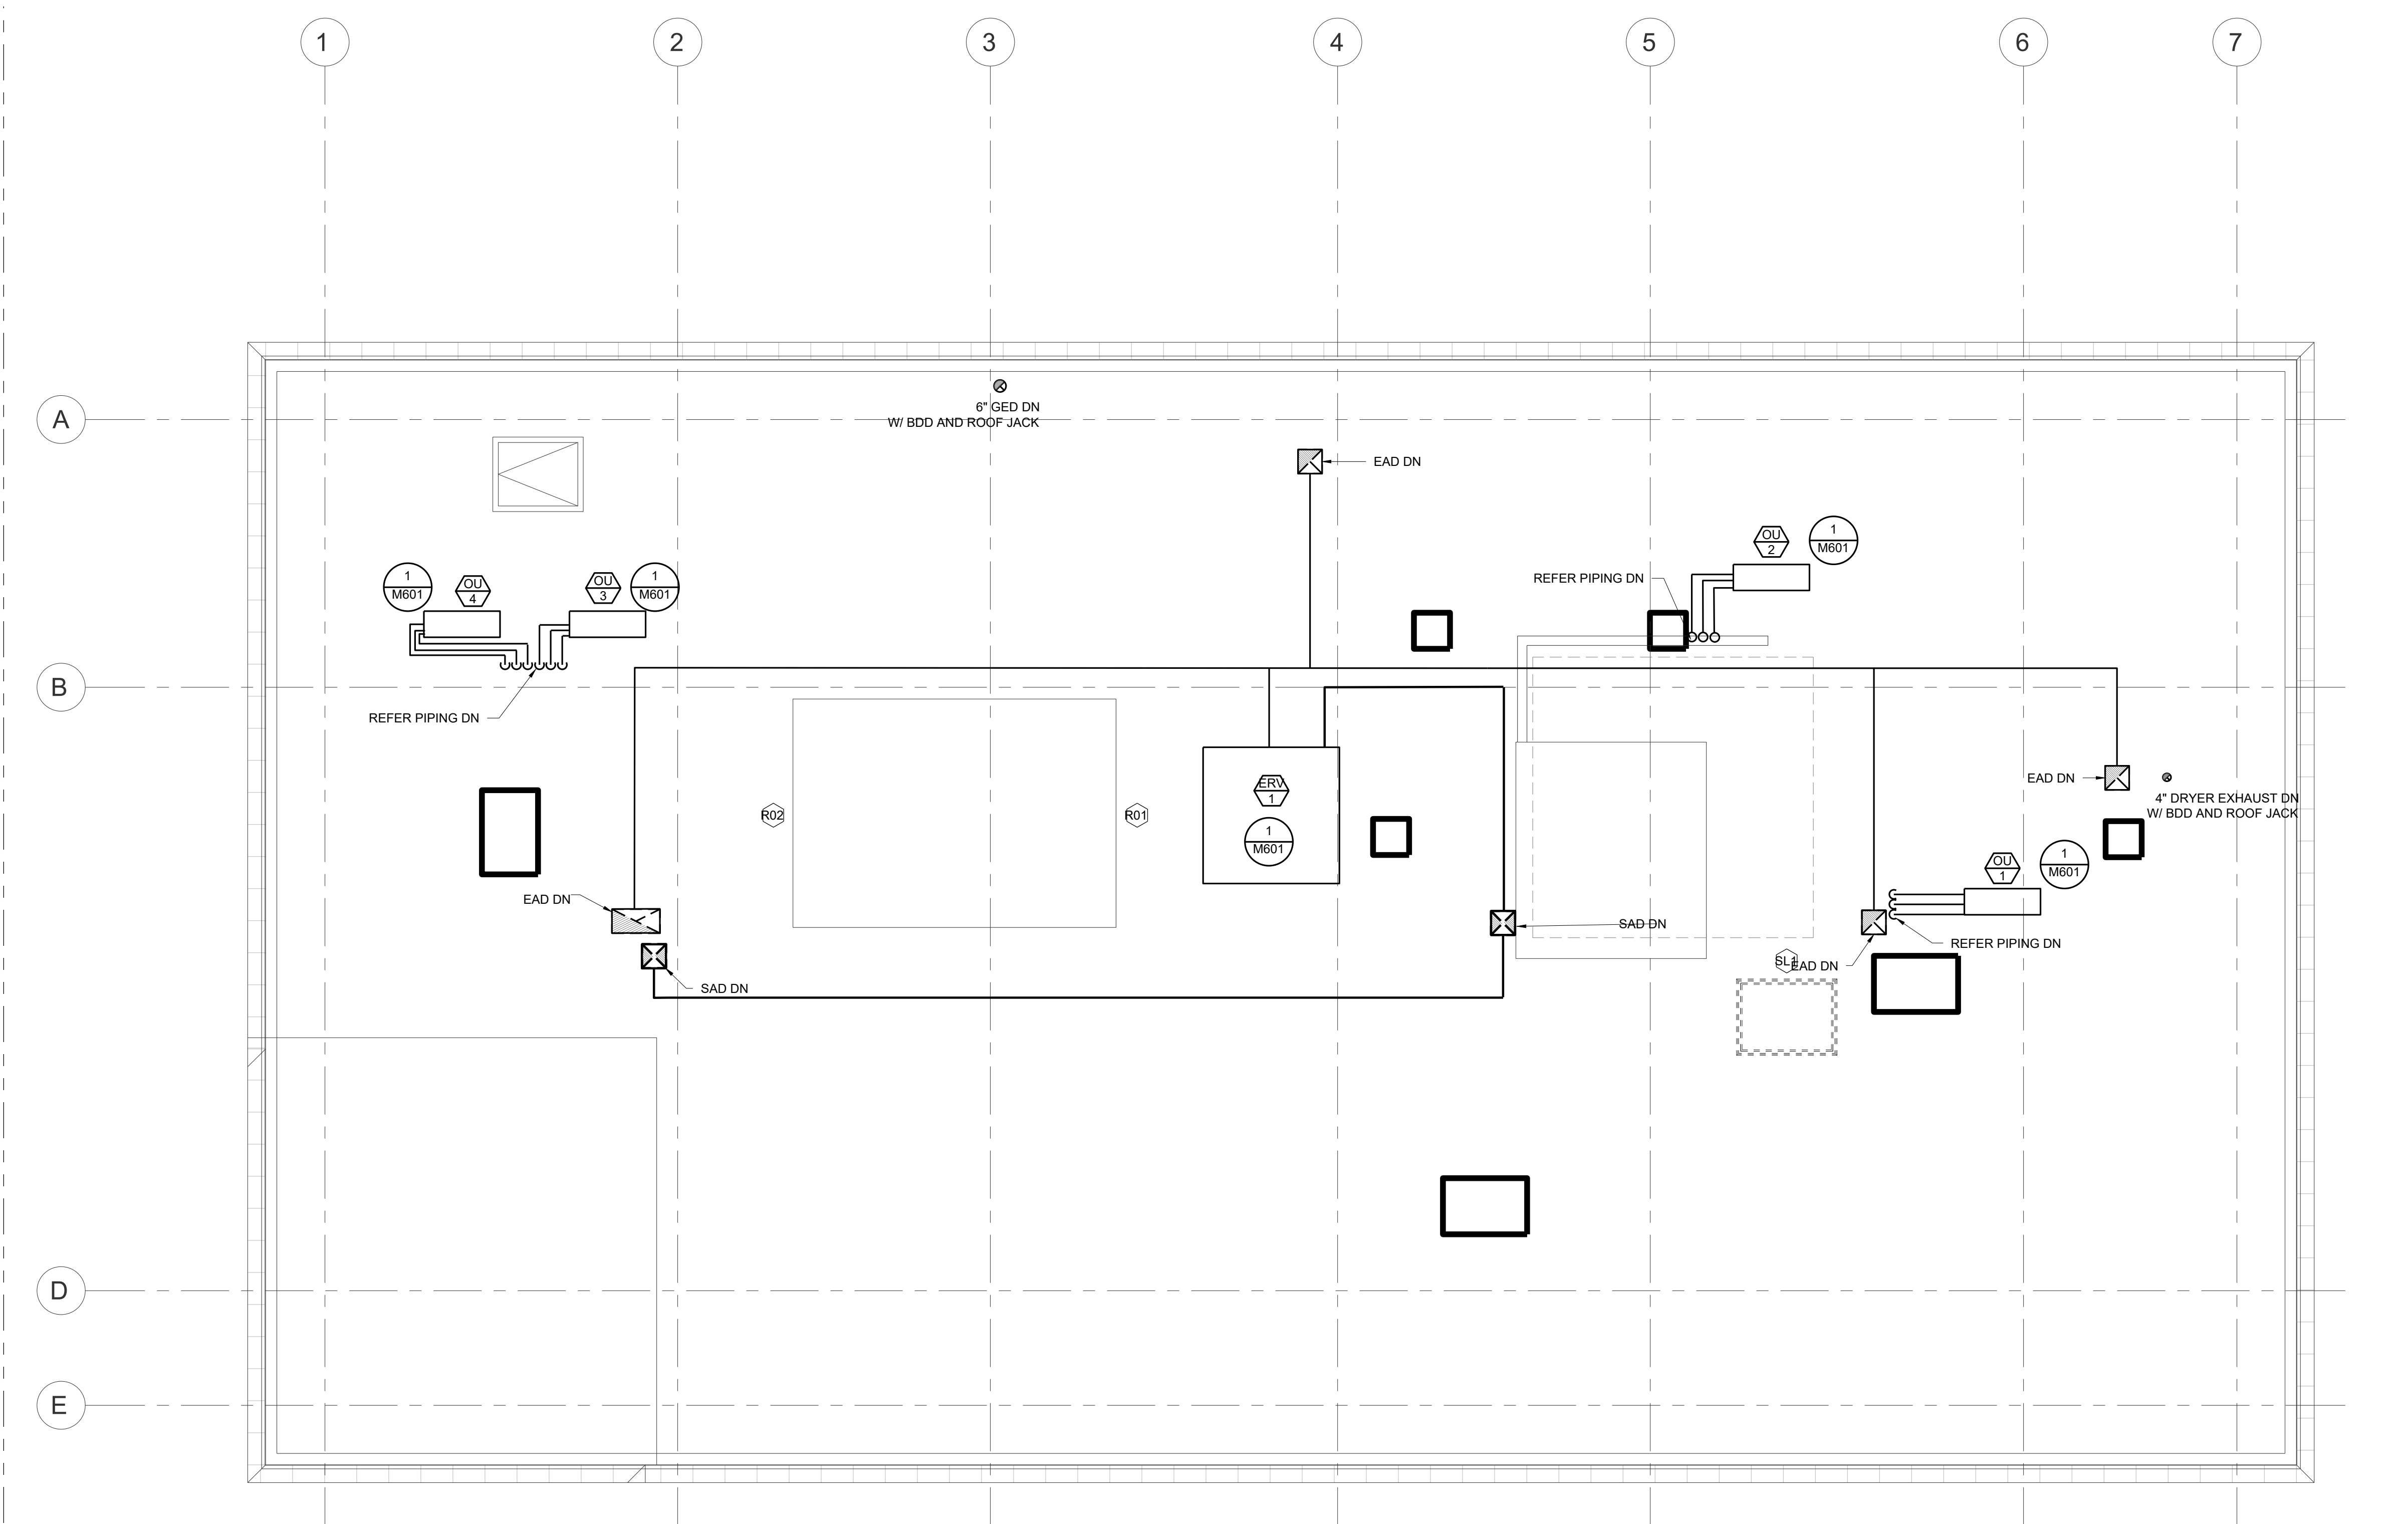 1
2
3
4
5
6
7
A
6" GED DN
W/ BDD AND ROOF JACK
EAD DN
OU
2
1
M601
REFER PIPING DN
1
M601
OU
4
OU
3
1
M601
B
REFER PIPING DN
ERV
1
1
M601
R02
R01
EAD DN
4" DRYER EXHAUST DN
W/ BDD AND ROOF JACK
OU
1
1
M601
EAD DN
SAD DN
REFER PIPING DN
SL1
EAD DN
SAD DN
D
E